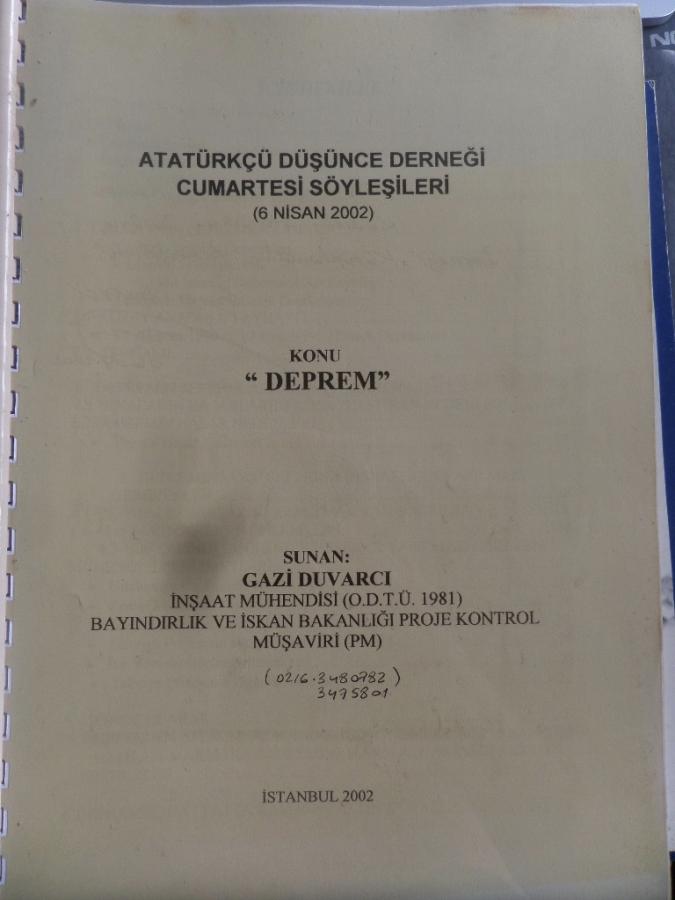 ATATÜRKÇÜ DÜŞÜNCE DERNEĞİ
CUMARTESİ SÖYLEŞİLERİ
(6 NİSAN 2002)
KONU
“ DEPREM”
SUNAN:
GAZİ DUVARCI
İNŞAAT MÜHENDİSİ (O.D.T.Ü. 1981)
BAYINDIRLIK VE İSKAN BAKANLIĞI PROJE KONTROL
MÜŞAVİRİ (PM)
(0216.3480782)
3475801
İSTANBUL 2002